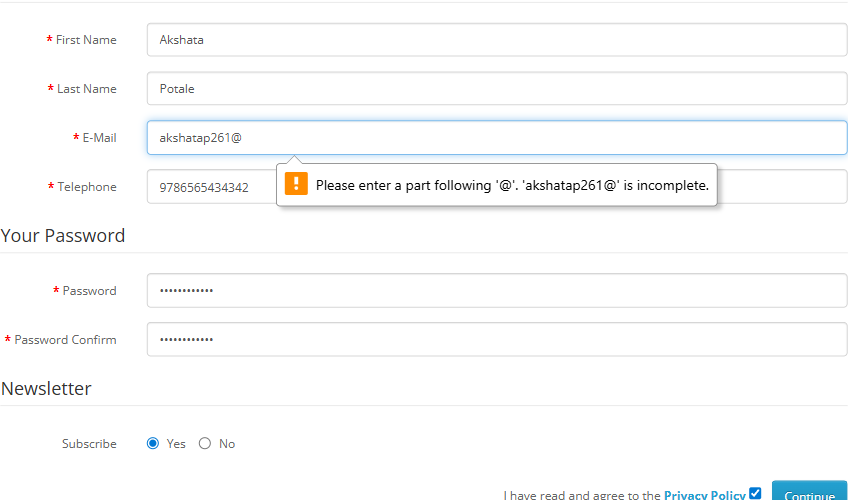 * First Name Akshata
* Last Name Potale
* E-Mail akshatap261@
Please enter a part following '@'. 'akshatap261@' is incomplete.
* Telephone 9786565434342
Your Password
* Password ••••••••••••
* Password Confirm ••••••••••••
Newsletter
Subscribe Yes No
I have read and agree to the Privacy Policy Continue